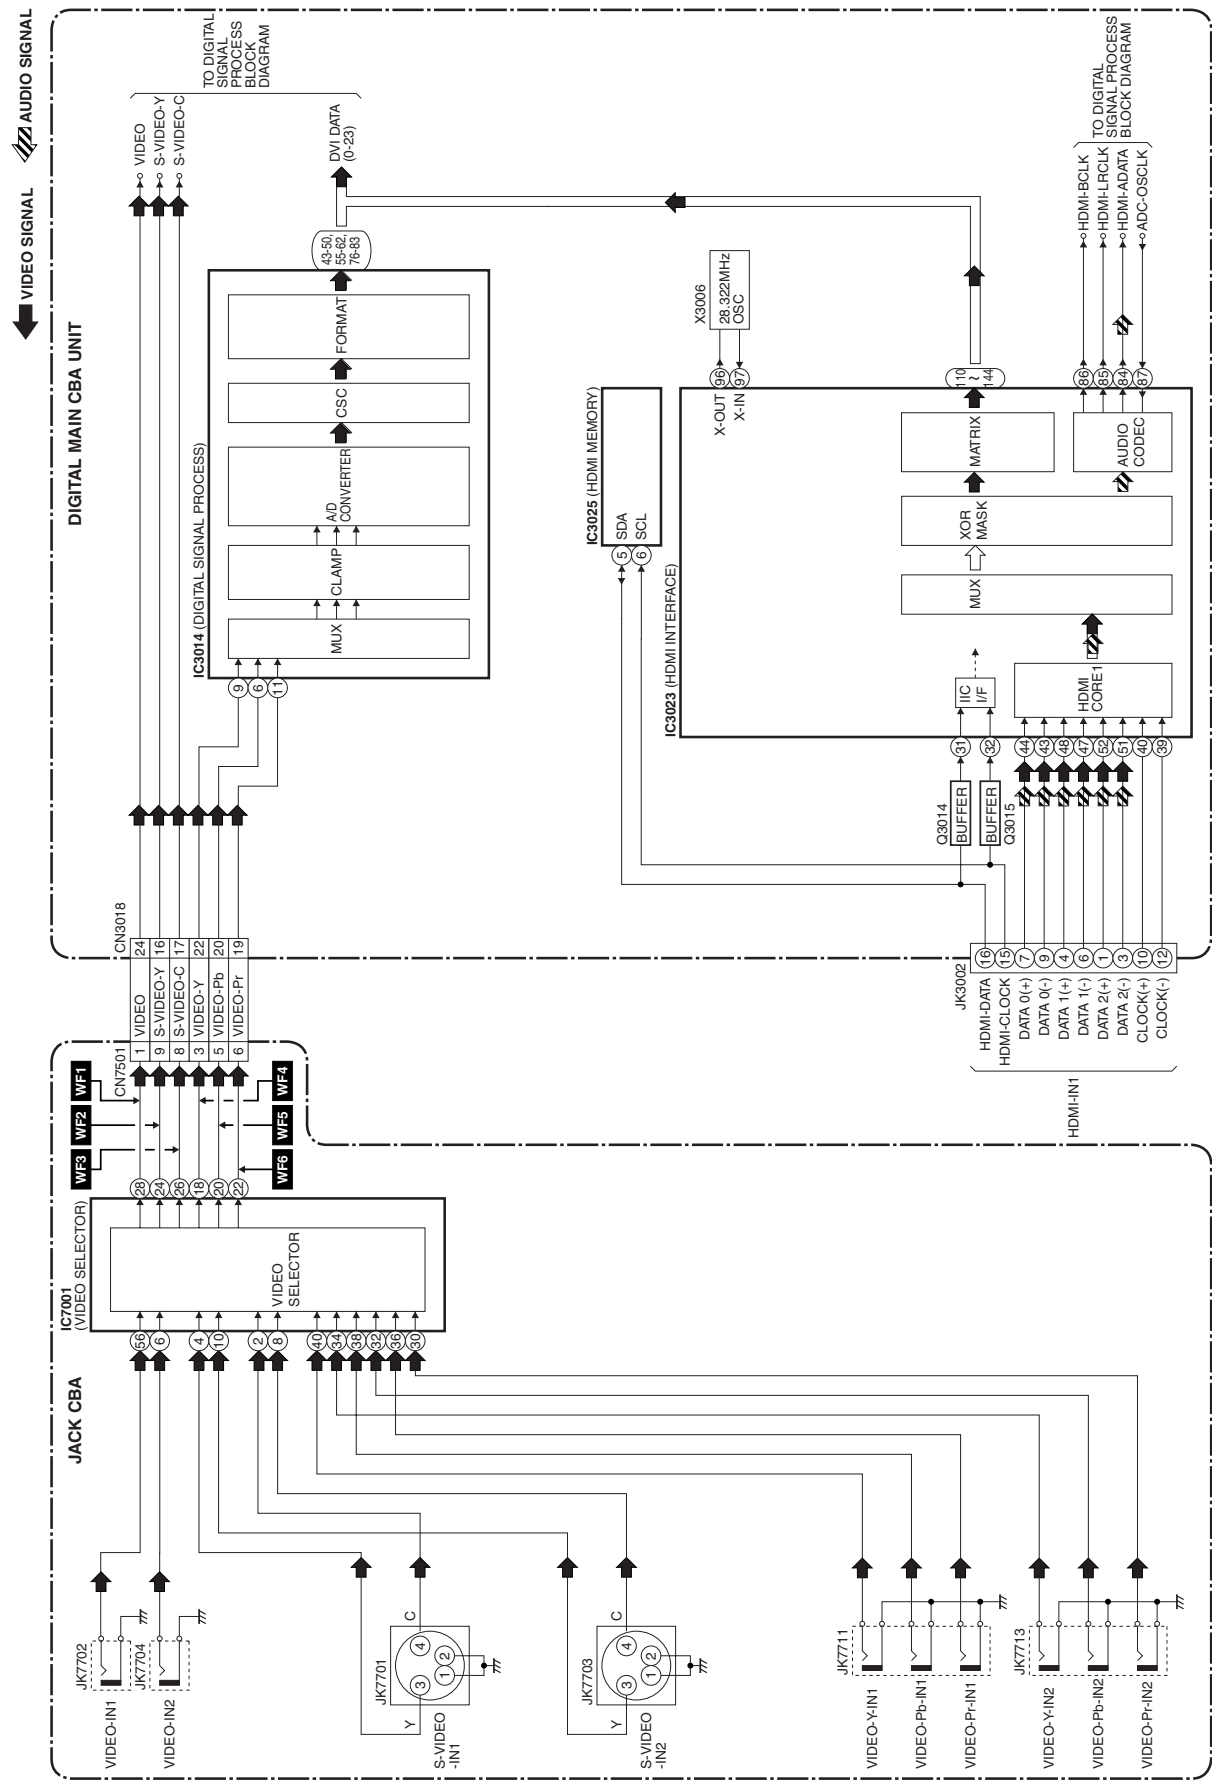 VIDEO SIGNAL
AUDIO SIGNAL
JACK CBA
VIDEO-IN1
JK7702
VIDEO-IN2
JK7704
S-VIDEO
-IN1
JK7701
Y
C
3
4
1
2
S-VIDEO
-IN2
JK7703
Y
C
3
4
1
2
VIDEO-Y-IN1
VIDEO-Pb-IN1
VIDEO-Pr-IN1
JK7711
VIDEO-Y-IN2
VIDEO-Pb-IN2
VIDEO-Pr-IN2
JK7713
IC7001
(VIDEO SELECTOR)
56
6
4
10
2
8
40
34
38
32
36
30
VIDEO
SELECTOR
28
24
26
18
20
22
WF1
WF2
WF3
WF4
WF5
WF6
CN7501
CN3018
1 VIDEO 24
9 S-VIDEO-Y 16
8 S-VIDEO-C 17
3 VIDEO-Y 22
5 VIDEO-Pb 20
6 VIDEO-Pr 19
DIGITAL MAIN CBA UNIT
VIDEO
S-VIDEO-Y
S-VIDEO-C
TO DIGITAL
SIGNAL
PROCESS
BLOCK
DIAGRAM
DVI DATA
(0-23)
IC3014 (DIGITAL SIGNAL PROCESS)
9
6
11
MUX
CLAMP
A/D
CONVERTER
CSC
FORMAT
43-50,
55-62,
76-83
IC3025 (HDMI MEMORY)
5
SDA
6
SCL
X3006
28.322MHz
OSC
X-OUT
96
X-IN
97
IC3023 (HDMI INTERFACE)
HDMI-IN1
JK3002
HDMI-DATA 16
HDMI-CLOCK 15
DATA 0(+) 7
DATA 0(-) 9
DATA 1(+) 4
DATA 1(-) 6
DATA 2(+) 1
DATA 2(-) 3
CLOCK(+) 10
CLOCK(-) 12
Q3014
BUFFER
BUFFER
Q3015
31
32
44
43
48
47
52
51
40
39
IIC
I/F
HDMI
CORE1
MUX
XOR
MASK
MATRIX
AUDIO
CODEC
110
~
144
86
85
84
87
HDMI-BCLK
HDMI-LRCLK
HDMI-ADATA
ADC-OSCLK
TO DIGITAL
SIGNAL PROCESS
BLOCK DIAGRAM